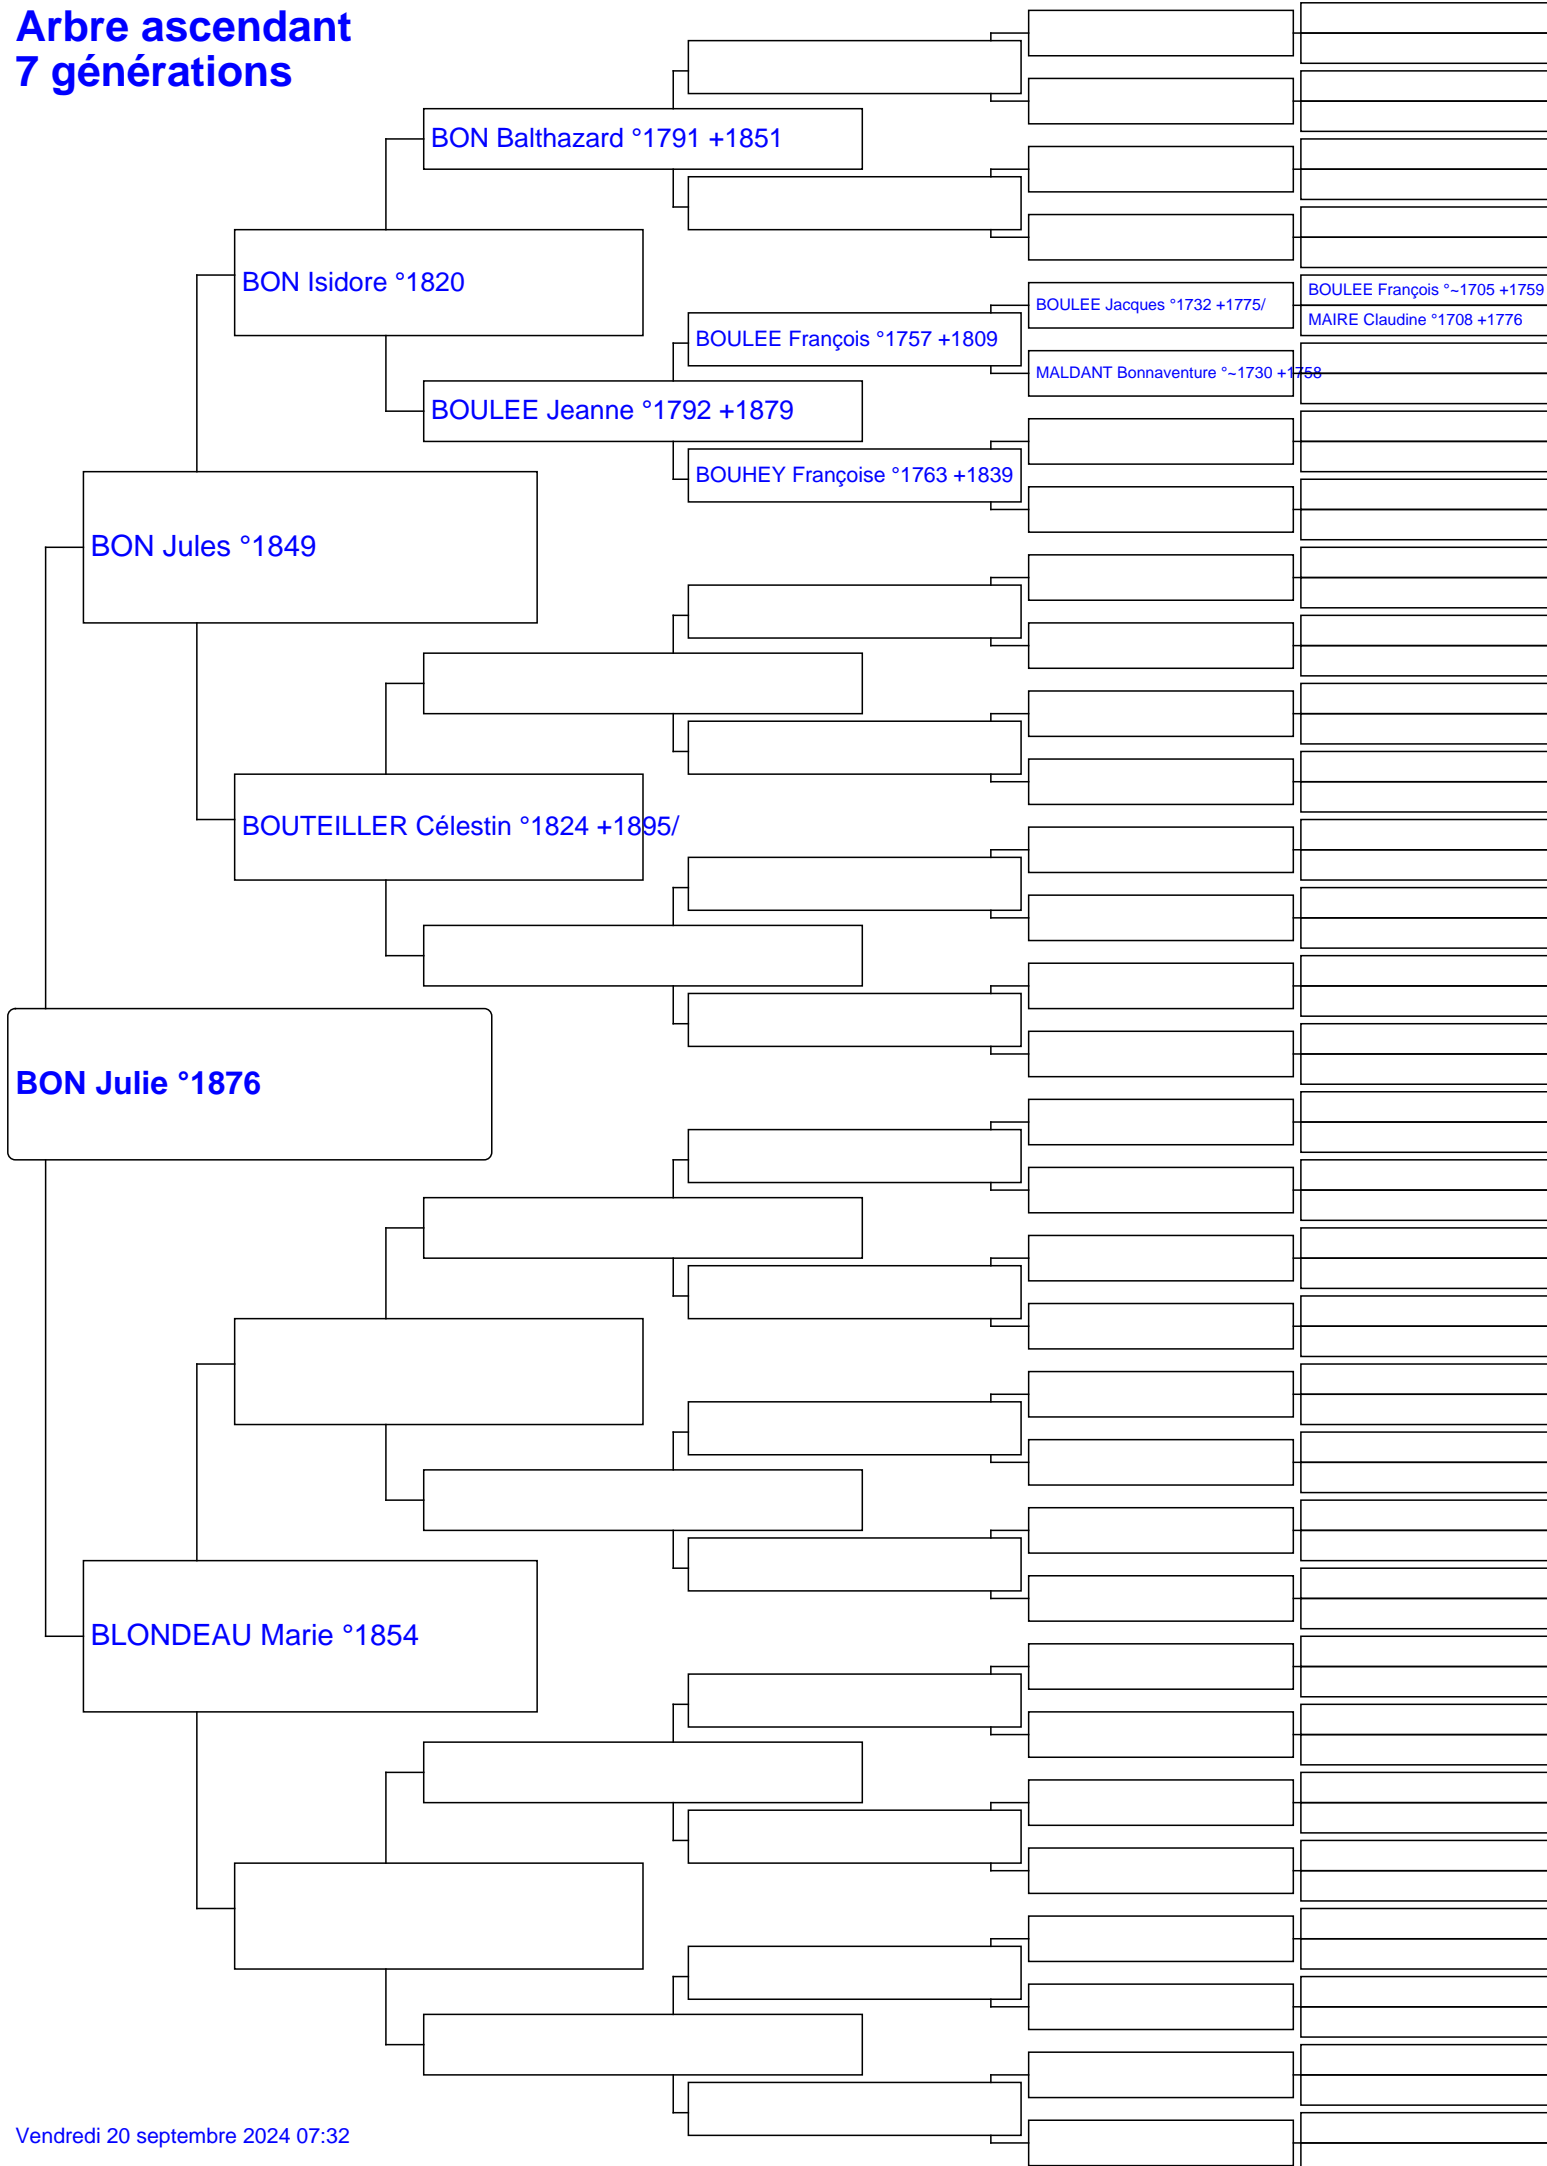 Arbre ascendant
7 générations
BON Balthazard °1791 +1851
BON Isidore °1820
BOULEE Jacques °1732 +1775/
BOULEE François °~1705 +1759
MAIRE Claudine °1708 +1776
BOULEE François °1757 +1809
MALDANT Bonnaventure °~1730 +1758
BOULEE Jeanne °1792 +1879
BOUHEY Françoise °1763 +1839
BON Jules °1849
BOUTEILLER Célestin °1824 +1895/
BON Julie °1876
BLONDEAU Marie °1854
Vendredi 20 septembre 2024 07:32